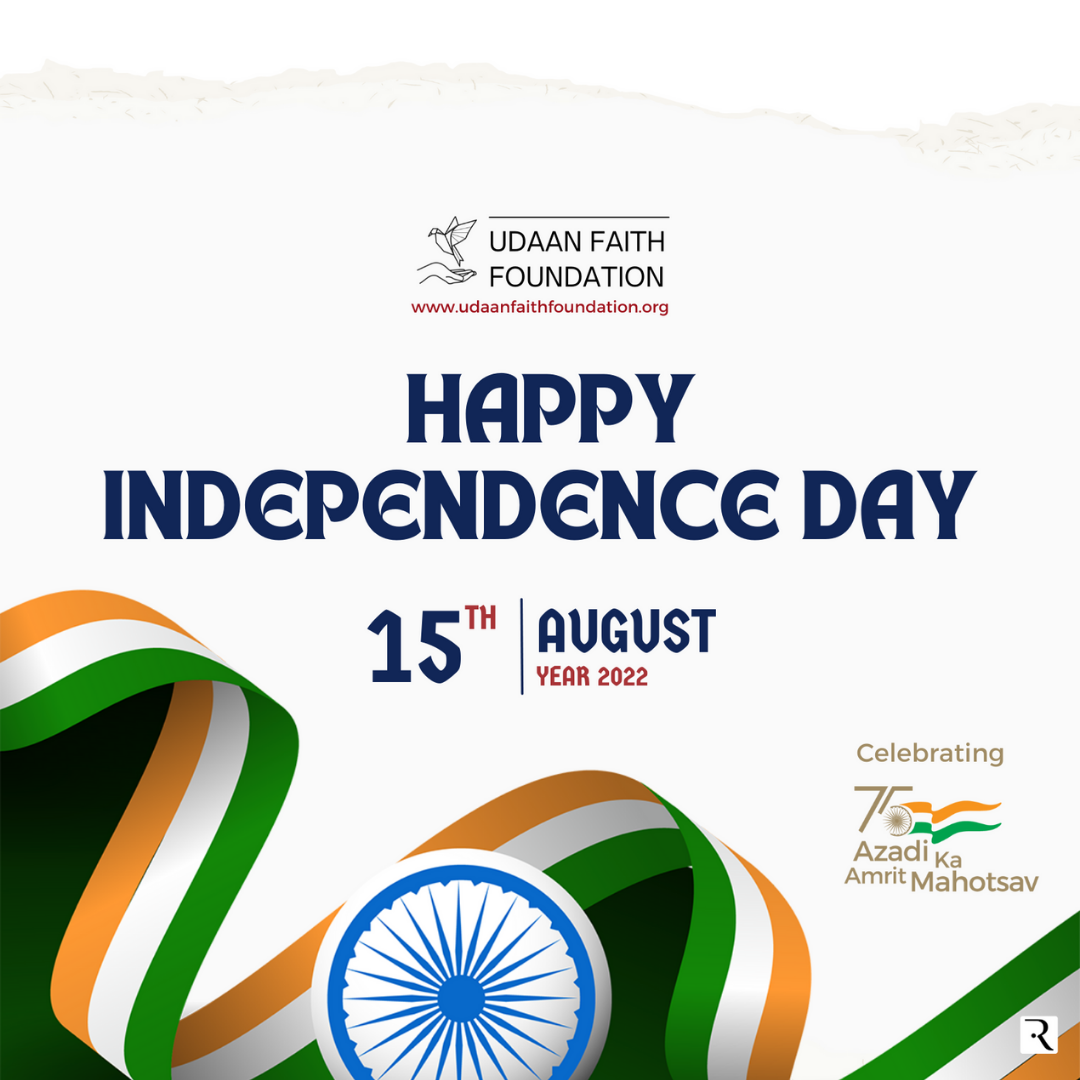 UDAAN FAITH
FOUNDATION
www.udaanfaithfoundation.org
HAPPY
INDEPENDENCE DAY
15TH
AUGUST
YEAR 2022
Celebrating
75
Azadi Ka
Amrit Mahotsav
R